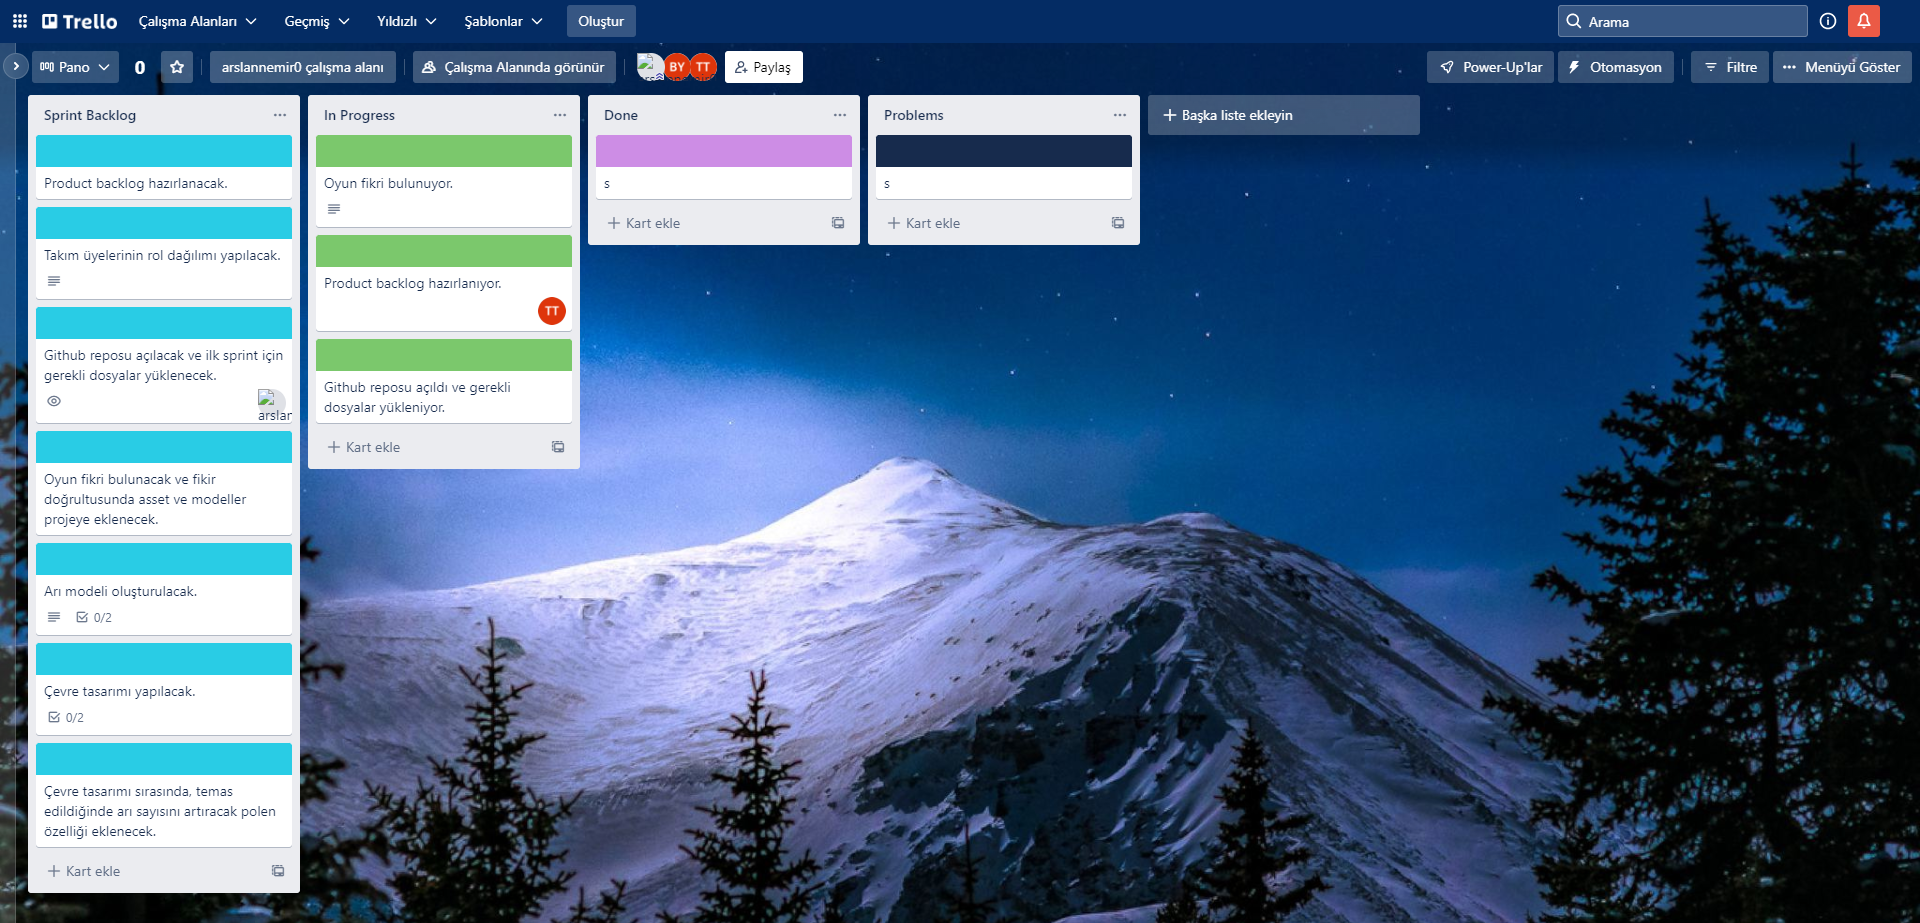 Trello
Çalışma Alanları
Geçmiş
Yıldızlı
Şablonlar
Oluştur
Arama
Pano
0
arslannemir0 çalışma alanı
Çalışma Alanında görünür
BY
TT
Paylaş
Power-Up'lar
Otomasyon
Filtre
Menüyü Göster
Sprint Backlog
Product backlog hazırlanacak.
Takım üyelerinin rol dağılımı yapılacak.
Github reposu açılacak ve ilk sprint için
gerekli dosyalar yüklenecek.
arslan
Oyun fikri bulunacak ve fikir
doğrultusunda asset ve modeller
projeye eklenecek.
Arı modeli oluşturulacak.
0/2
Çevre tasarımı yapılacak.
0/2
Çevre tasarımı sırasında, temas
edildiğinde arı sayısını artıracak polen
özelliği eklenecek.
Kart ekle
In Progress
Oyun fikri bulunuyor.
Product backlog hazırlanıyor.
TT
Github reposu açıldı ve gerekli
dosyalar yükleniyor.
Kart ekle
Done
s
Kart ekle
Problems
s
Kart ekle
Başka liste ekleyin